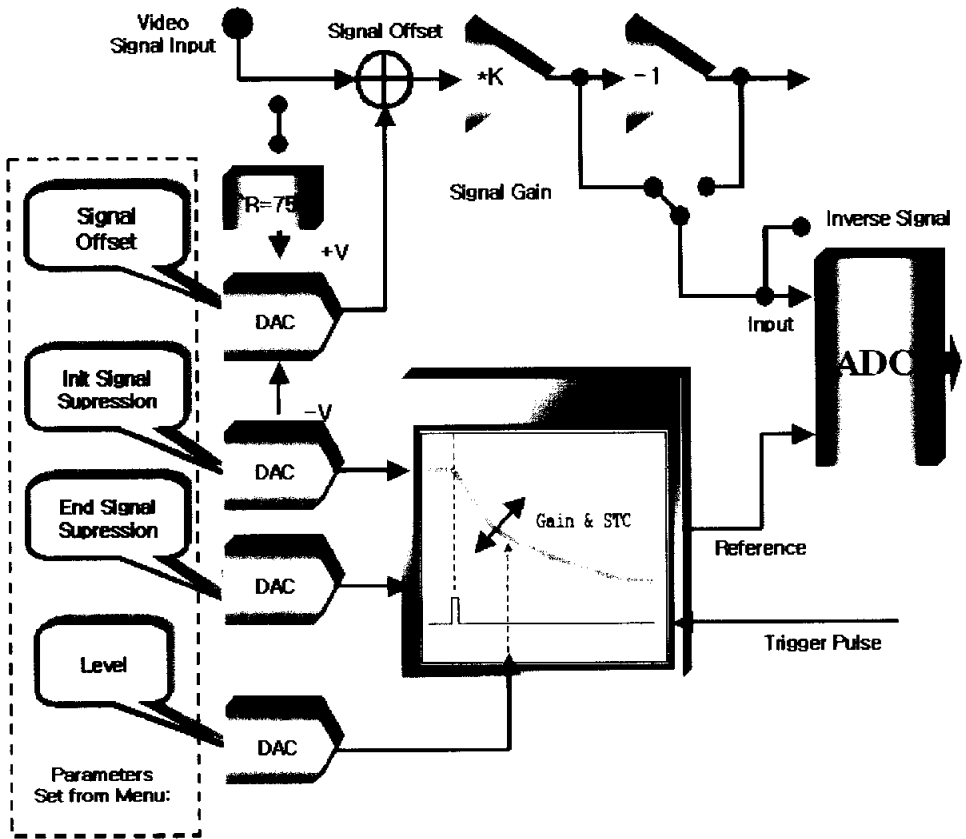 Video
Signal Input
Signal Offset
*K
-1
Signal Gain
Inverse Signal
Input
ADC
R=75
+V
Signal
Offset
DAC
-V
Init Signal
Supression
DAC
End Signal
Supression
DAC
Gain & STC
Reference
Trigger Pulse
Level
DAC
Parameters
Set from Menu: